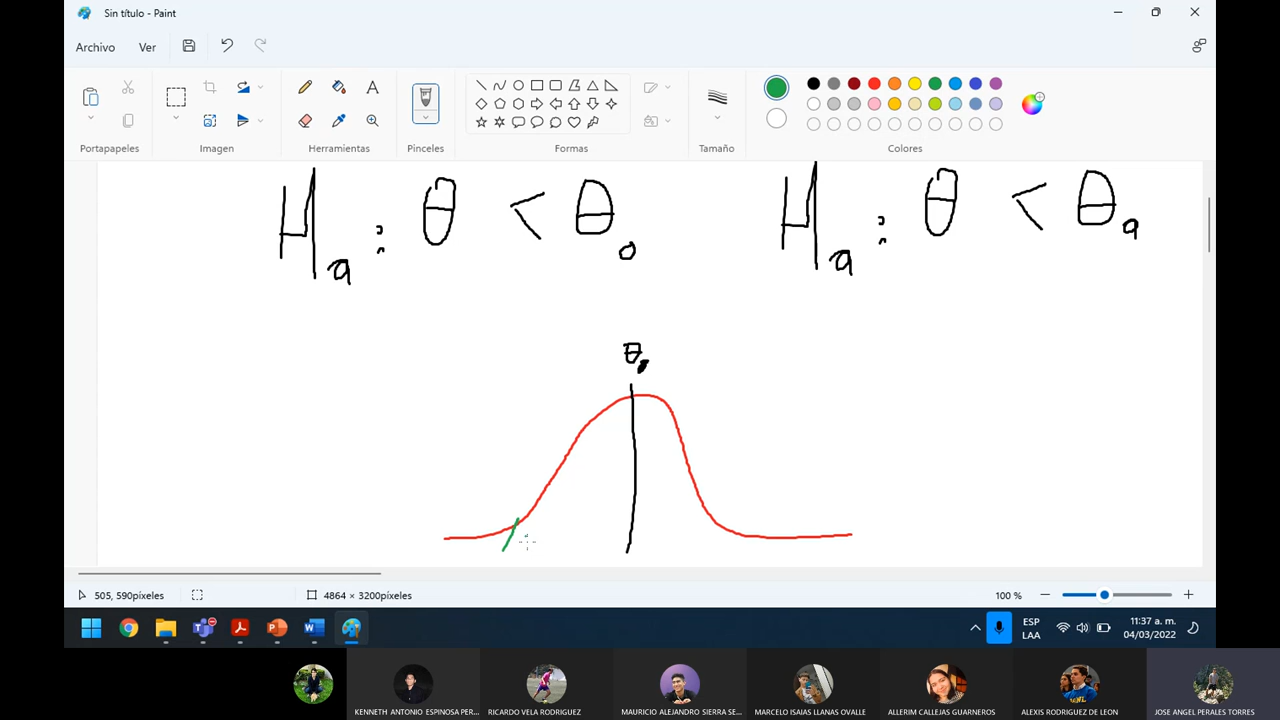 Sin título - Paint
Archivo Ver
A
Portapapeles Imagen Herramientas Pinceles Formas Tamaño Colores
Ha : θ < θ0 Ha : θ < θa
θ0
505, 590píxeles 4864 × 3200píxeles 100 %
ESP
LAA
11:37 a. m.
04/03/2022
KENNETH ANTONIO ESPINOSA PER... RICARDO VELA RODRIGUEZ MAURICIO ALEJANDRO SIERRA SE... MARCELO ISAIAS LLANAS OVALLE ALLERIM CALLEJAS GUARNEROS ALEXIS RODRIGUEZ DE LEON JOSE ANGEL PERALES TORRES